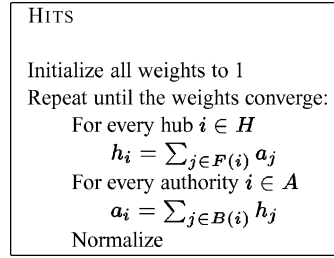 HITS
Initialize all weights to 1
Repeat until the weights converge:
For every hub i ∈ H
h_i = ∑_{j∈F(i)} a_j
For every authority i ∈ A
a_i = ∑_{j∈B(i)} h_j
Normalize